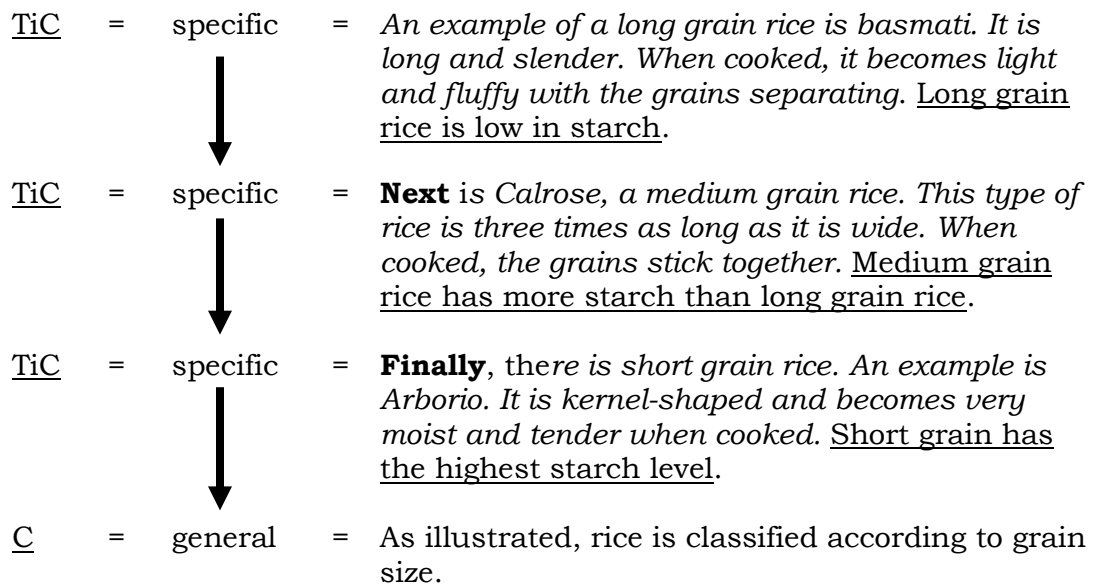 TiC = specific = An example of a long grain rice is basmati. It is
long and slender. When cooked, it becomes light
and fluffy with the grains separating. Long grain
rice is low in starch.
TiC = specific = Next is Calrose, a medium grain rice. This type of
rice is three times as long as it is wide. When
cooked, the grains stick together. Medium grain
rice has more starch than long grain rice.
TiC = specific = Finally, there is short grain rice. An example is
Arborio. It is kernel-shaped and becomes very
moist and tender when cooked. Short grain has
the highest starch level.
C = general = As illustrated, rice is classified according to grain
size.